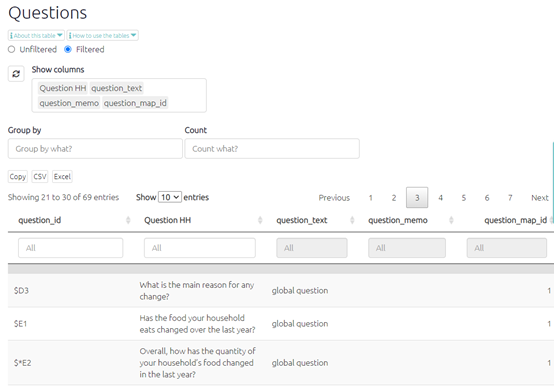 Questions
About this table How to use the tables
Unfiltered Filtered
Show columns
Question HH question_text
question_memo question_map_id
Group by Count
Group by what? Count what?
Copy CSV Excel
Showing 21 to 30 of 69 entries Show 10 entries Previous 1 2 3 4 5 6 7 Next
question_id Question HH question_text question_memo question_map_id
All All All All All
$D3 What is the main reason for any change? global question 1
$E1 Has the food your household eats changed over the last year? global question 1
$*E2 Overall, how has the quantity of your household's food changed in the last year? global question 1